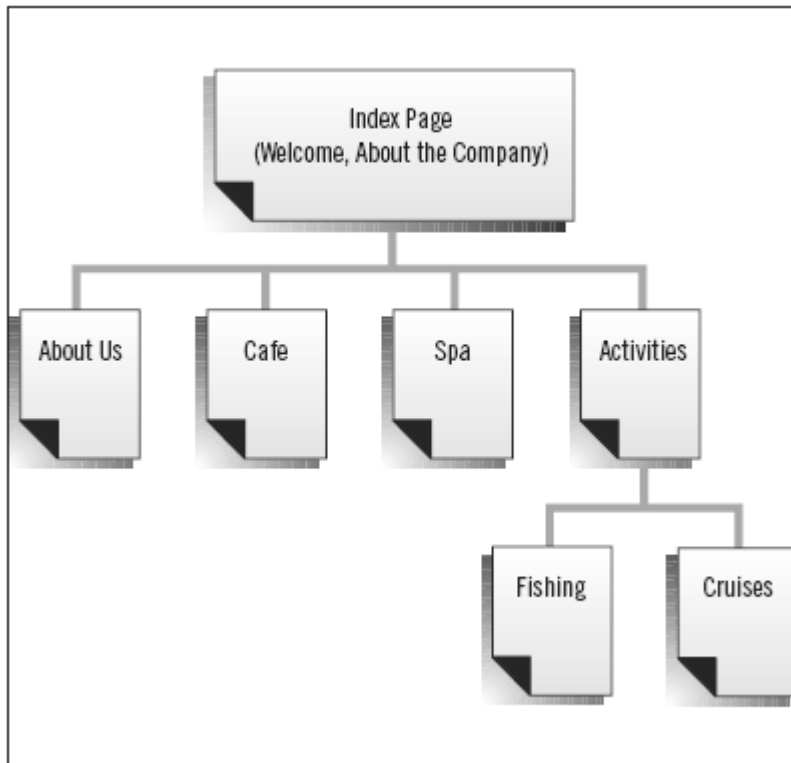 Index Page
(Welcome, About the Company)
About Us
Cafe
Spa
Activities
Fishing
Cruises